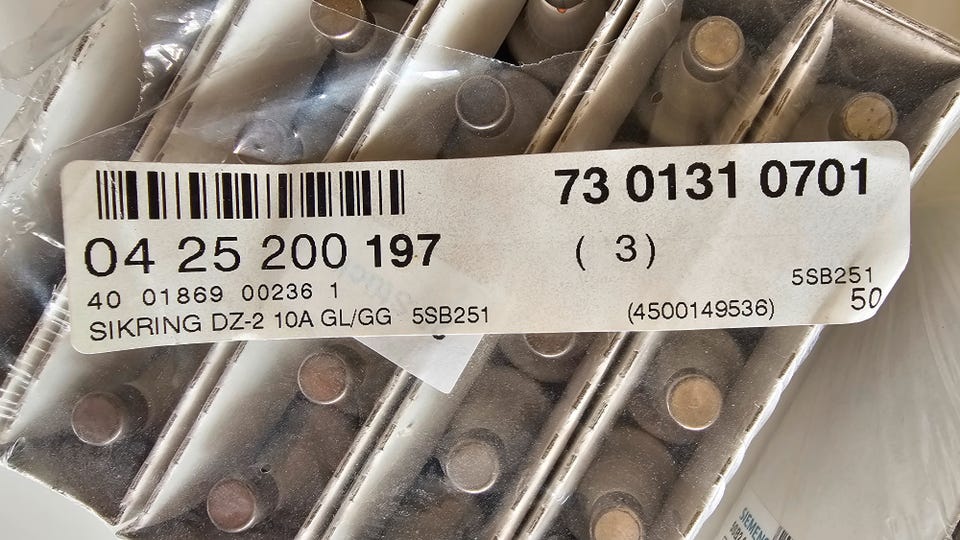 73 0131 0701
04 25 200 197
( 3)
40 01869 00236 1
5SB251
SIKRING DZ-2 10A GL/GG 5SB251
(4500149536)
50
SIEMENS